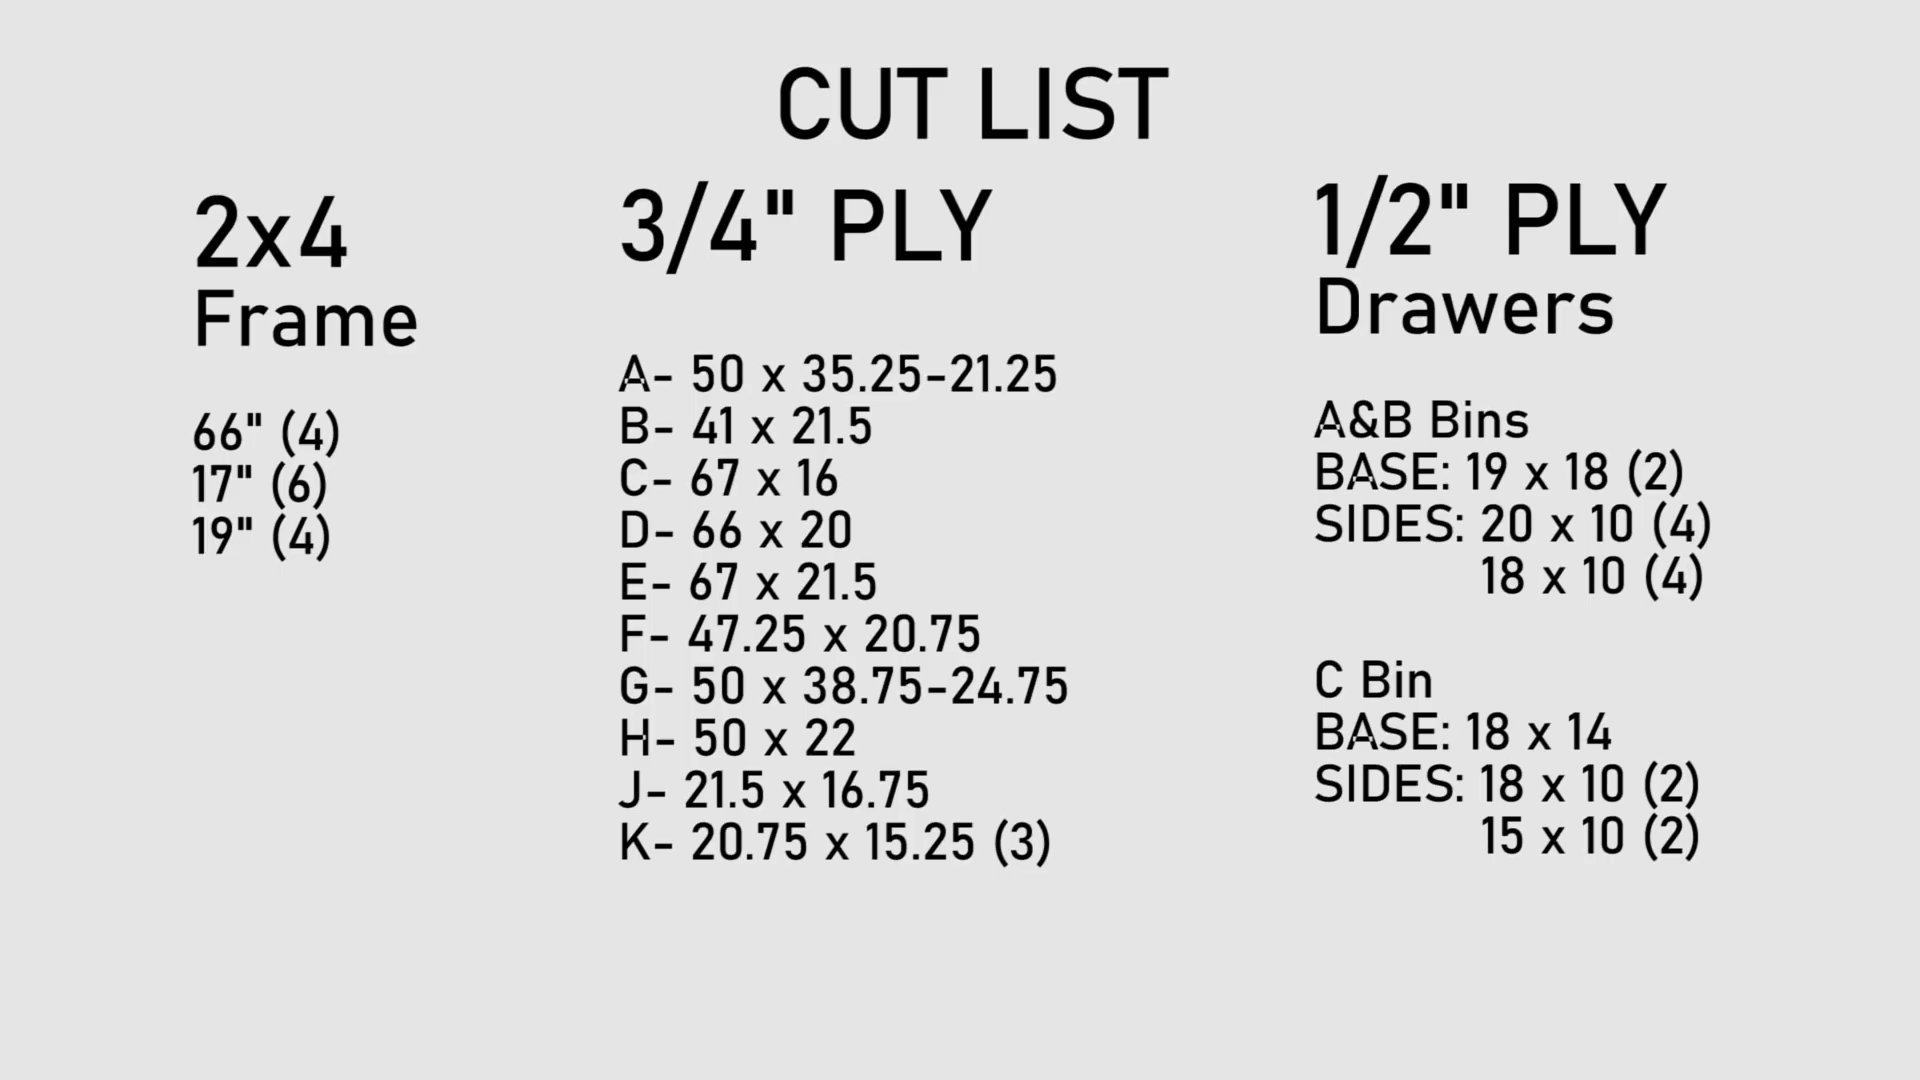 CUT LIST
2x4
Frame
66" (4)
17" (6)
19" (4)
3/4" PLY
A- 50 x 35.25-21.25
B- 41 x 21.5
C- 67 x 16
D- 66 x 20
E- 67 x 21.5
F- 47.25 x 20.75
G- 50 x 38.75-24.75
H- 50 x 22
J- 21.5 x 16.75
K- 20.75 x 15.25 (3)
1/2" PLY
Drawers
A&B Bins
BASE: 19 x 18 (2)
SIDES: 20 x 10 (4)
18 x 10 (4)
C Bin
BASE: 18 x 14
SIDES: 18 x 10 (2)
15 x 10 (2)